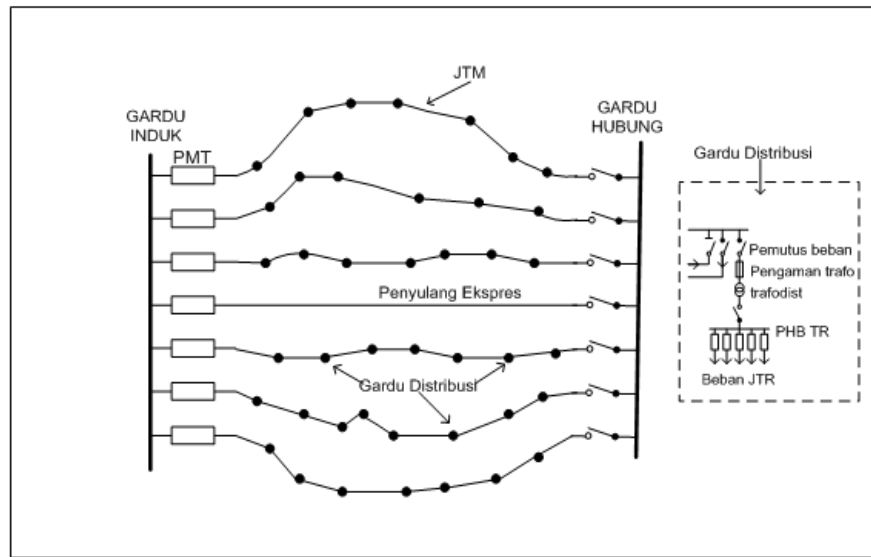 JTM
GARDU
INDUK
GARDU
HUBUNG
PMT
Gardu Distribusi
Pemutus beban
Pengaman trafo
trafodist
Penyulang Ekspres
PHB TR
Gardu Distribusi
Beban JTR